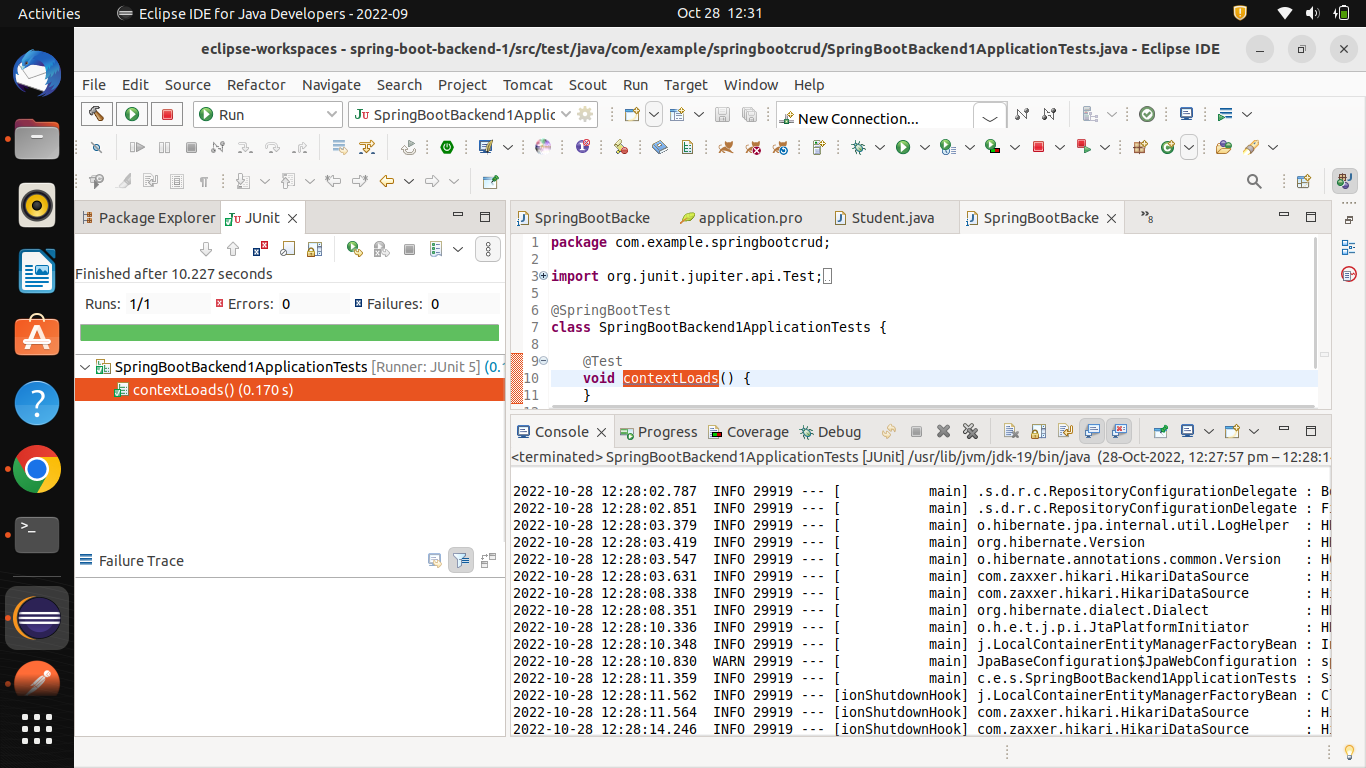 Activities Eclipse IDE for Java Developers - 2022-09 Oct 28 12:31
eclipse-workspaces - spring-boot-backend-1/src/test/java/com/example/springbootcrud/SpringBootBackend1ApplicationTests.java - Eclipse IDE
File Edit Source Refactor Navigate Search Project Tomcat Scout Run Target Window Help
Run SpringBootBackend1Applic New Connection...
Package Explorer JUnit
Finished after 10.227 seconds
Runs: 1/1 Errors: 0 Failures: 0
SpringBootBackend1ApplicationTests [Runner: JUnit 5] (0.1
contextLoads() (0.170 s)
Failure Trace
SpringBootBacke application.pro Student.java SpringBootBacke »8
1 package com.example.springbootcrud;
2
3 import org.junit.jupiter.api.Test;
5
6 @SpringBootTest
7 class SpringBootBackend1ApplicationTests {
8
9 @Test
10 void contextLoads() {
11 }
Console Progress Coverage Debug
<terminated> SpringBootBackend1ApplicationTests [JUnit] /usr/lib/jvm/jdk-19/bin/java (28-Oct-2022, 12:27:57 pm – 12:28:1
2022-10-28 12:28:02.787 INFO 29919 --- [ main] .s.d.r.c.RepositoryConfigurationDelegate : B
2022-10-28 12:28:02.851 INFO 29919 --- [ main] .s.d.r.c.RepositoryConfigurationDelegate : F
2022-10-28 12:28:03.379 INFO 29919 --- [ main] o.hibernate.jpa.internal.util.LogHelper : H
2022-10-28 12:28:03.419 INFO 29919 --- [ main] org.hibernate.Version : H
2022-10-28 12:28:03.547 INFO 29919 --- [ main] o.hibernate.annotations.common.Version : H
2022-10-28 12:28:03.631 INFO 29919 --- [ main] com.zaxxer.hikari.HikariDataSource : H
2022-10-28 12:28:08.338 INFO 29919 --- [ main] com.zaxxer.hikari.HikariDataSource : H
2022-10-28 12:28:08.351 INFO 29919 --- [ main] org.hibernate.dialect.Dialect : H
2022-10-28 12:28:10.336 INFO 29919 --- [ main] o.h.e.t.j.p.i.JtaPlatformInitiator : H
2022-10-28 12:28:10.348 INFO 29919 --- [ main] j.LocalContainerEntityManagerFactoryBean : I
2022-10-28 12:28:10.830 WARN 29919 --- [ main] JpaBaseConfiguration$JpaWebConfiguration : s
2022-10-28 12:28:11.359 INFO 29919 --- [ main] c.e.s.SpringBootBackend1ApplicationTests : S
2022-10-28 12:28:11.562 INFO 29919 --- [ionShutdownHook] j.LocalContainerEntityManagerFactoryBean : C
2022-10-28 12:28:11.564 INFO 29919 --- [ionShutdownHook] com.zaxxer.hikari.HikariDataSource : H
2022-10-28 12:28:14.246 INFO 29919 --- [ionShutdownHook] com.zaxxer.hikari.HikariDataSource : H